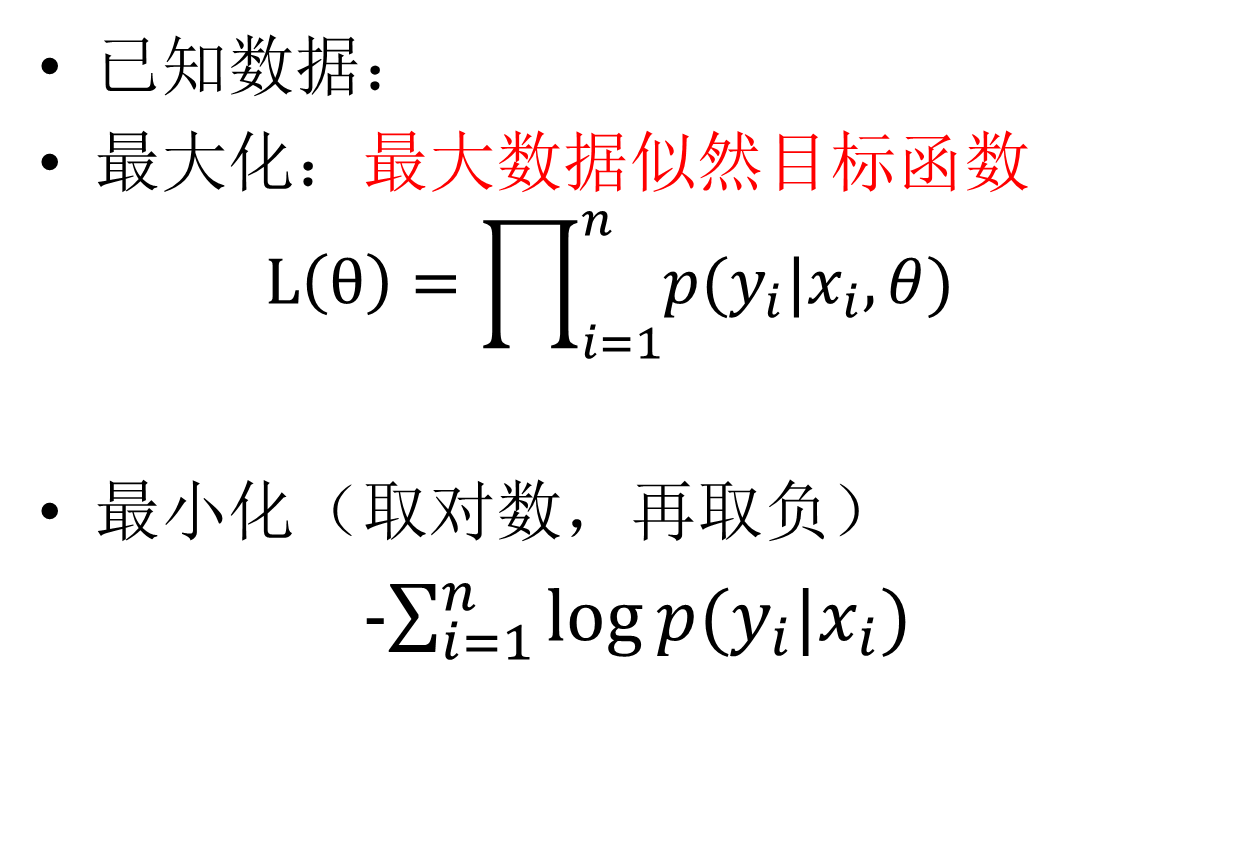 • 已知数据：
• 最大化：最大数据似然目标函数
L(θ) = ∏_{i=1}^{n} p(y_i|x_i, θ)
• 最小化（取对数，再取负）
-∑_{i=1}^{n} log p(y_i|x_i)